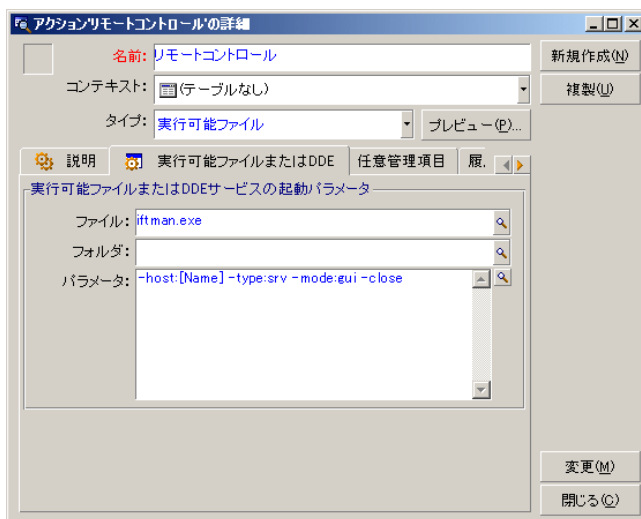 アクション'リモートコントロール'の詳細
名前: リモートコントロール
新規作成(N)
コンテキスト: (テーブルなし)
複製(U)
タイプ: 実行可能ファイル
プレビュー(P)...
説明 実行可能ファイルまたはDDE 任意管理項目 履.
実行可能ファイルまたはDDEサービスの起動パラメータ
ファイル: iftman.exe
フォルダ:
パラメータ: -host:[Name] -type:srv -mode:gui -close
変更(M)
閉じる(C)